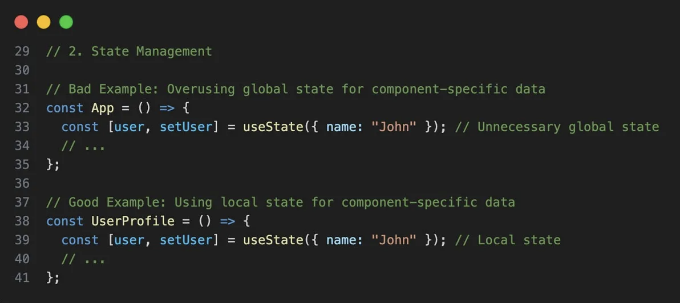 29 // 2. State Management
30
31 // Bad Example: Overusing global state for component-specific data
32 const App = () => {
33   const [user, setUser] = useState({ name: "John" }); // Unnecessary global state
34   // ...
35 };
36
37 // Good Example: Using local state for component-specific data
38 const UserProfile = () => {
39   const [user, setUser] = useState({ name: "John" }); // Local state
40   // ...
41 };